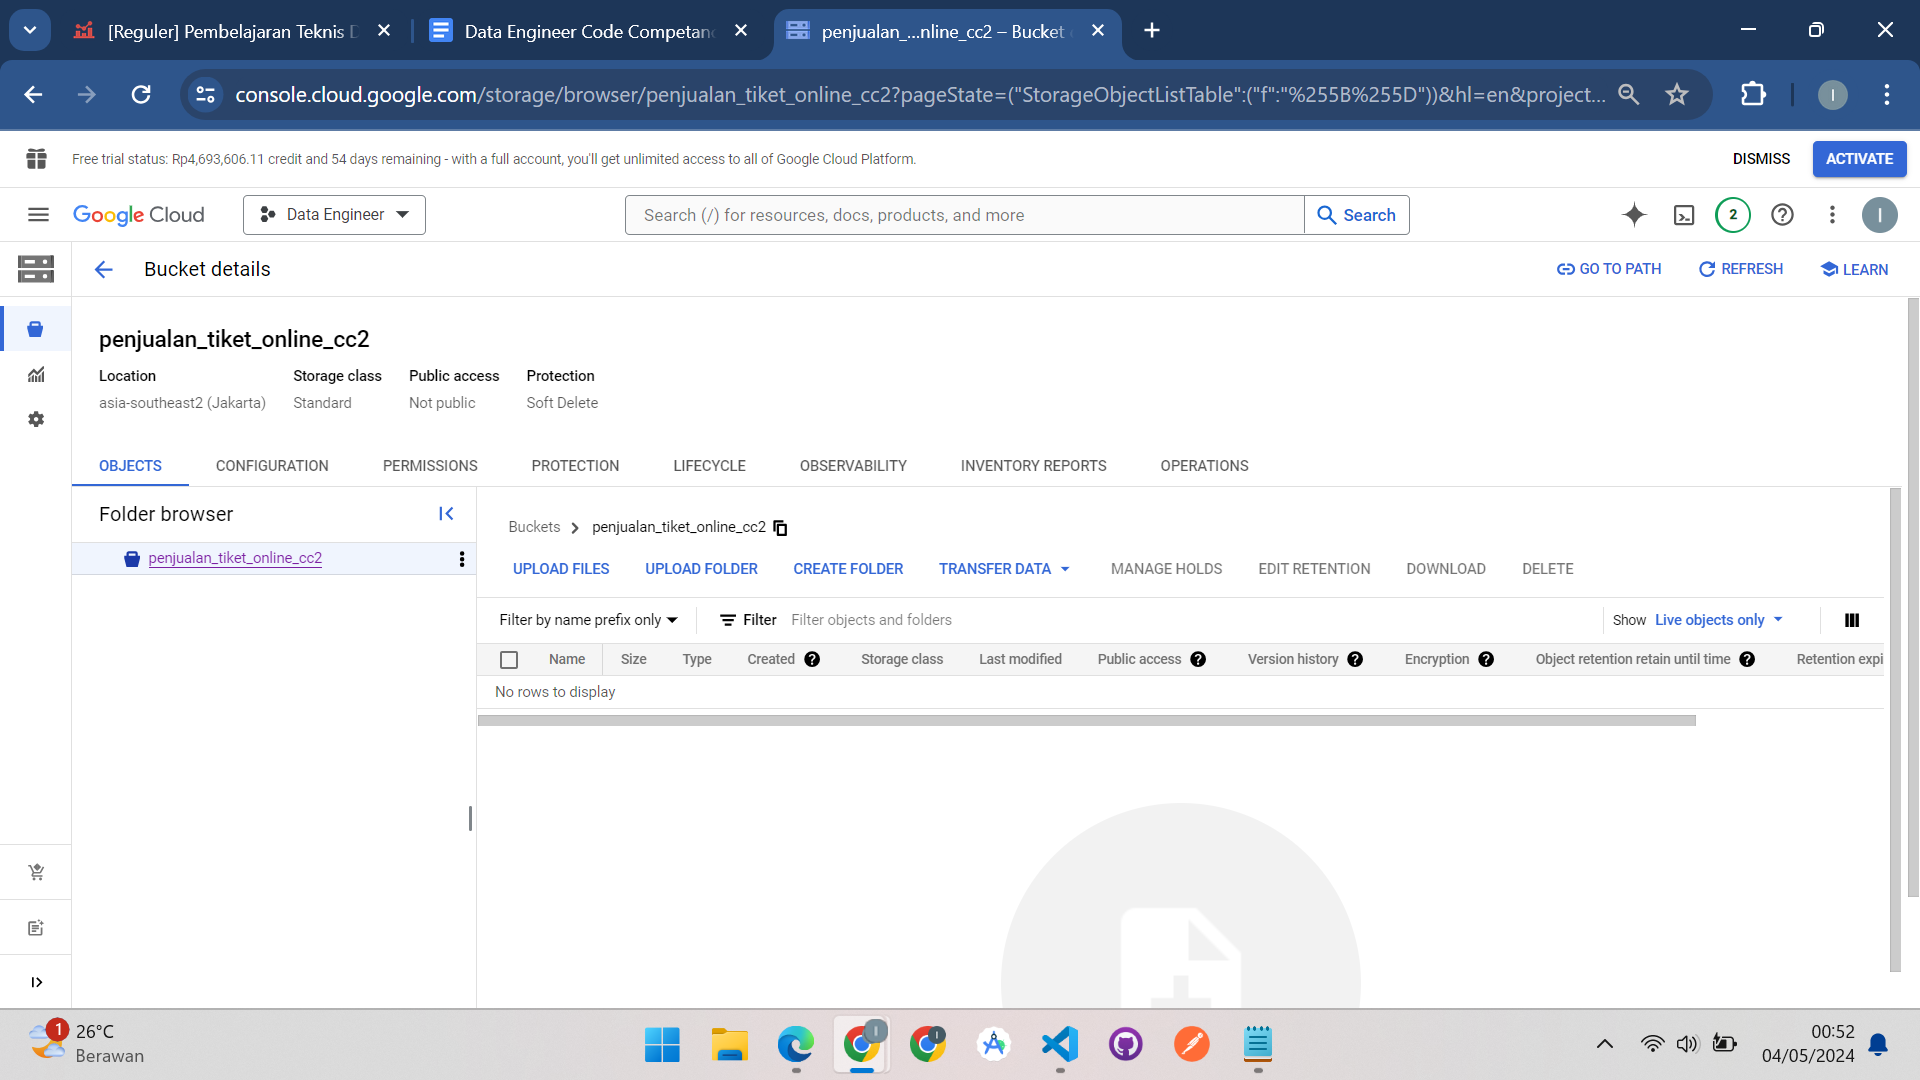 [Reguler] Pembelajaran Teknis D
Data Engineer Code Competanc
penjualan_...nline_cc2 – Bucket
console.cloud.google.com/storage/browser/penjualan_tiket_online_cc2?pageState=("StorageObjectListTable":("f":"%255B%255D"))&hl=en&project...
I
Free trial status: Rp4,693,606.11 credit and 54 days remaining - with a full account, you'll get unlimited access to all of Google Cloud Platform.
DISMISS
ACTIVATE
Google Cloud
Data Engineer
Search (/) for resources, docs, products, and more
Search
2
I
Bucket details
GO TO PATH
REFRESH
LEARN
penjualan_tiket_online_cc2
Location Storage class Public access Protection
asia-southeast2 (Jakarta) Standard Not public Soft Delete
OBJECTS CONFIGURATION PERMISSIONS PROTECTION LIFECYCLE OBSERVABILITY INVENTORY REPORTS OPERATIONS
Folder browser
penjualan_tiket_online_cc2
Buckets > penjualan_tiket_online_cc2
UPLOAD FILES UPLOAD FOLDER CREATE FOLDER TRANSFER DATA MANAGE HOLDS EDIT RETENTION DOWNLOAD DELETE
Filter by name prefix only Filter Filter objects and folders Show Live objects only
Name Size Type Created Storage class Last modified Public access Version history Encryption Object retention retain until time Retention expi
No rows to display
1
26°C
Berawan
I
I
00:52
04/05/2024